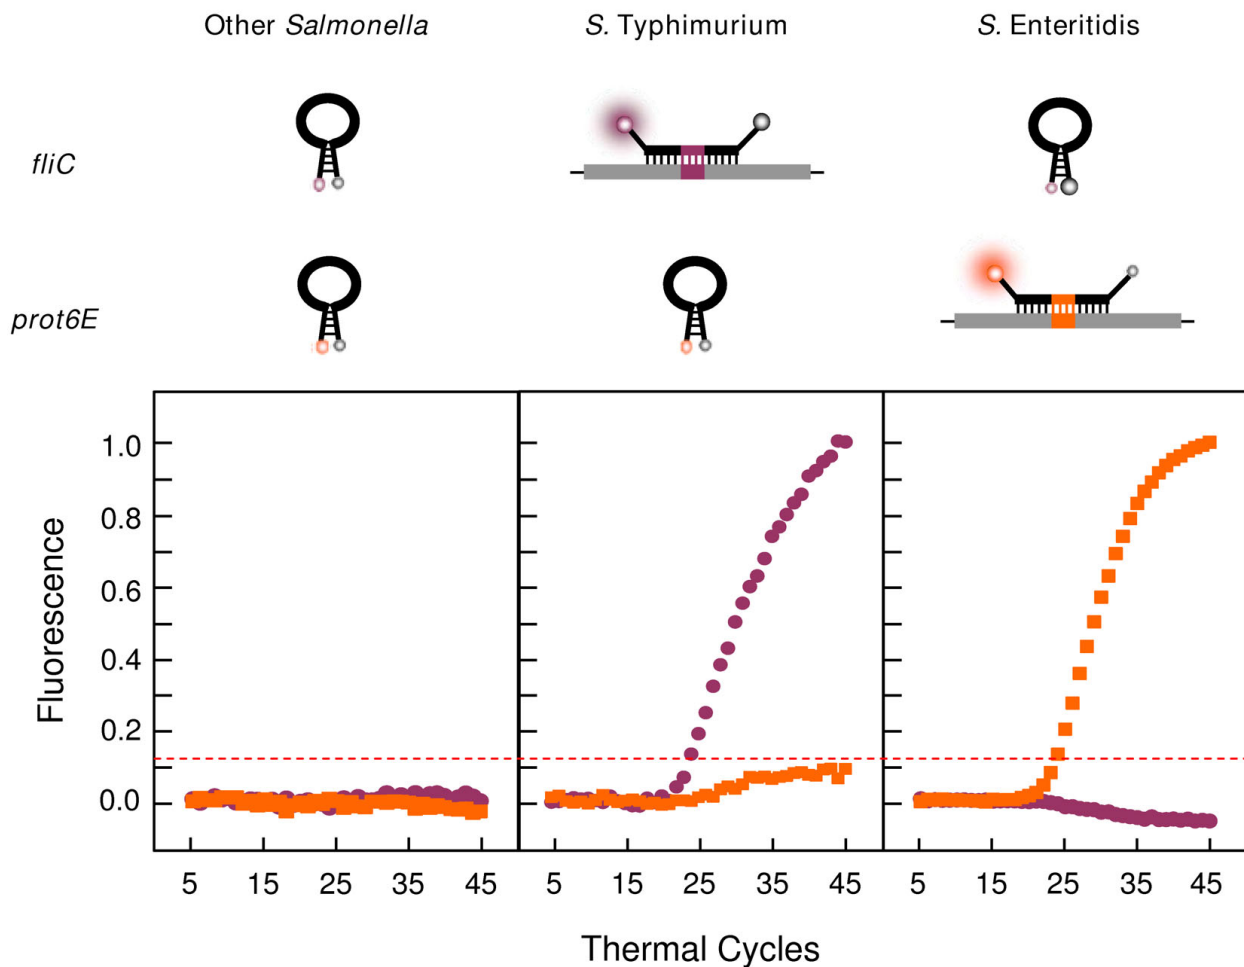 Other Salmonella
S. Typhimurium
S. Enteritidis
fliC
prot6E
Fluorescence
1.0
0.8
0.6
0.4
0.2
0.0
5 15 25 35 45
5 15 25 35 45
5 15 25 35 45
Thermal Cycles